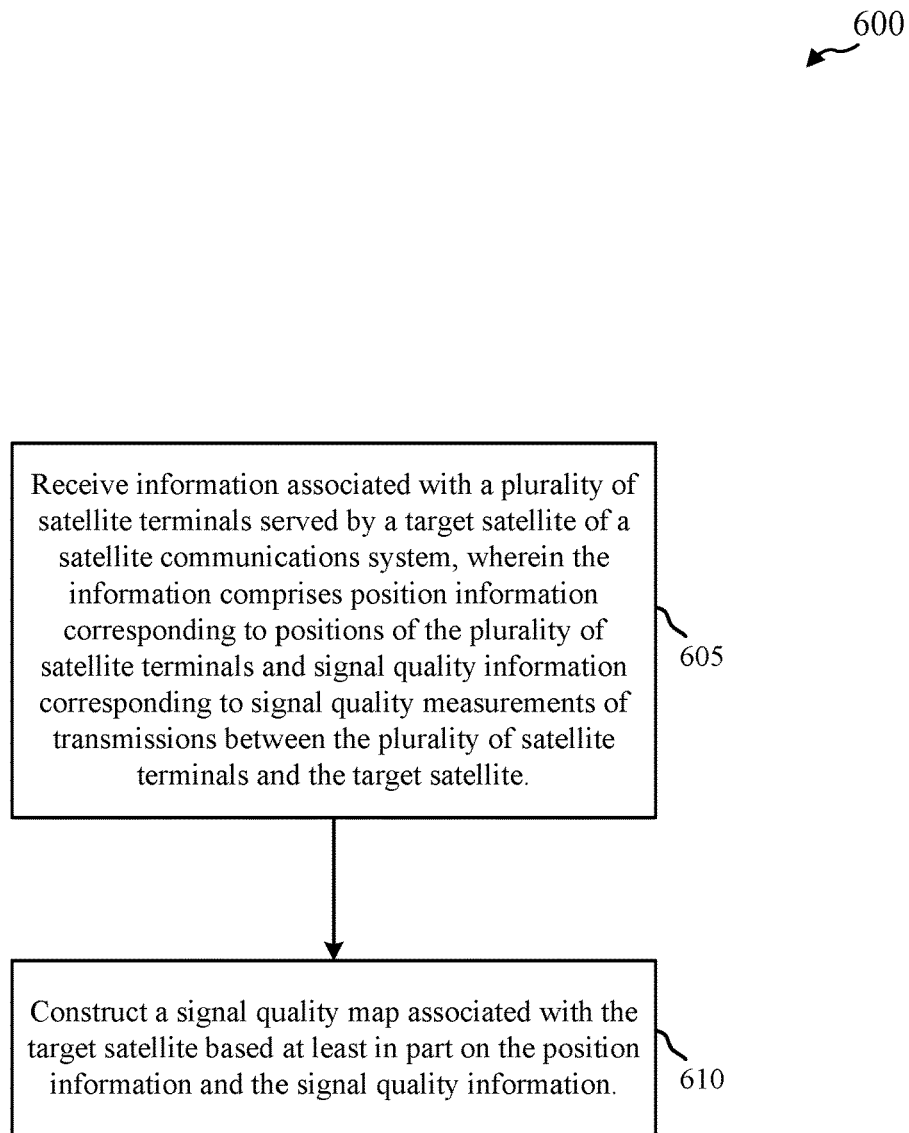 600
Receive information associated with a plurality of
satellite terminals served by a target satellite of a
satellite communications system, wherein the
information comprises position information
corresponding to positions of the plurality of
satellite terminals and signal quality information
corresponding to signal quality measurements of
transmissions between the plurality of satellite
terminals and the target satellite.
605
Construct a signal quality map associated with the
target satellite based at least in part on the position
information and the signal quality information.
610